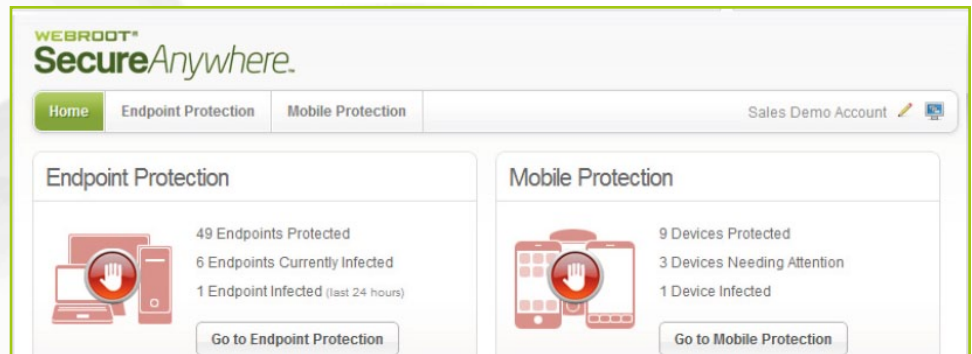 WEBROOT®
SecureAnywhere™
Home Endpoint Protection Mobile Protection Sales Demo Account
Endpoint Protection
49 Endpoints Protected
6 Endpoints Currently Infected
1 Endpoint Infected (last 24 hours)
Go to Endpoint Protection
Mobile Protection
9 Devices Protected
3 Devices Needing Attention
1 Device Infected
Go to Mobile Protection